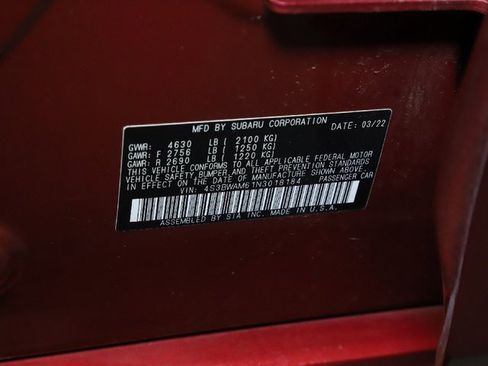 MFD BY SUBARU CORPORATION DATE: 03/22
GVWR: 4630 LB ( 2100 KG)
GAWR: F 2756 LB ( 1250 KG)
GAWR: R 2690 LB ( 1220 KG)
THIS VEHICLE CONFORMS TO ALL APPLICABLE FEDERAL MOTOR
VEHICLE SAFETY, BUMPER, AND THEFT PREVENTION STANDARDS
IN EFFECT ON THE DATE OF MANUFACTURE SHOWN ABOVE.
VIN: 4S3BWAM61N3018184 PASSENGER CAR
ASSEMBLED BY SIA INC. MADE IN U.S.A.